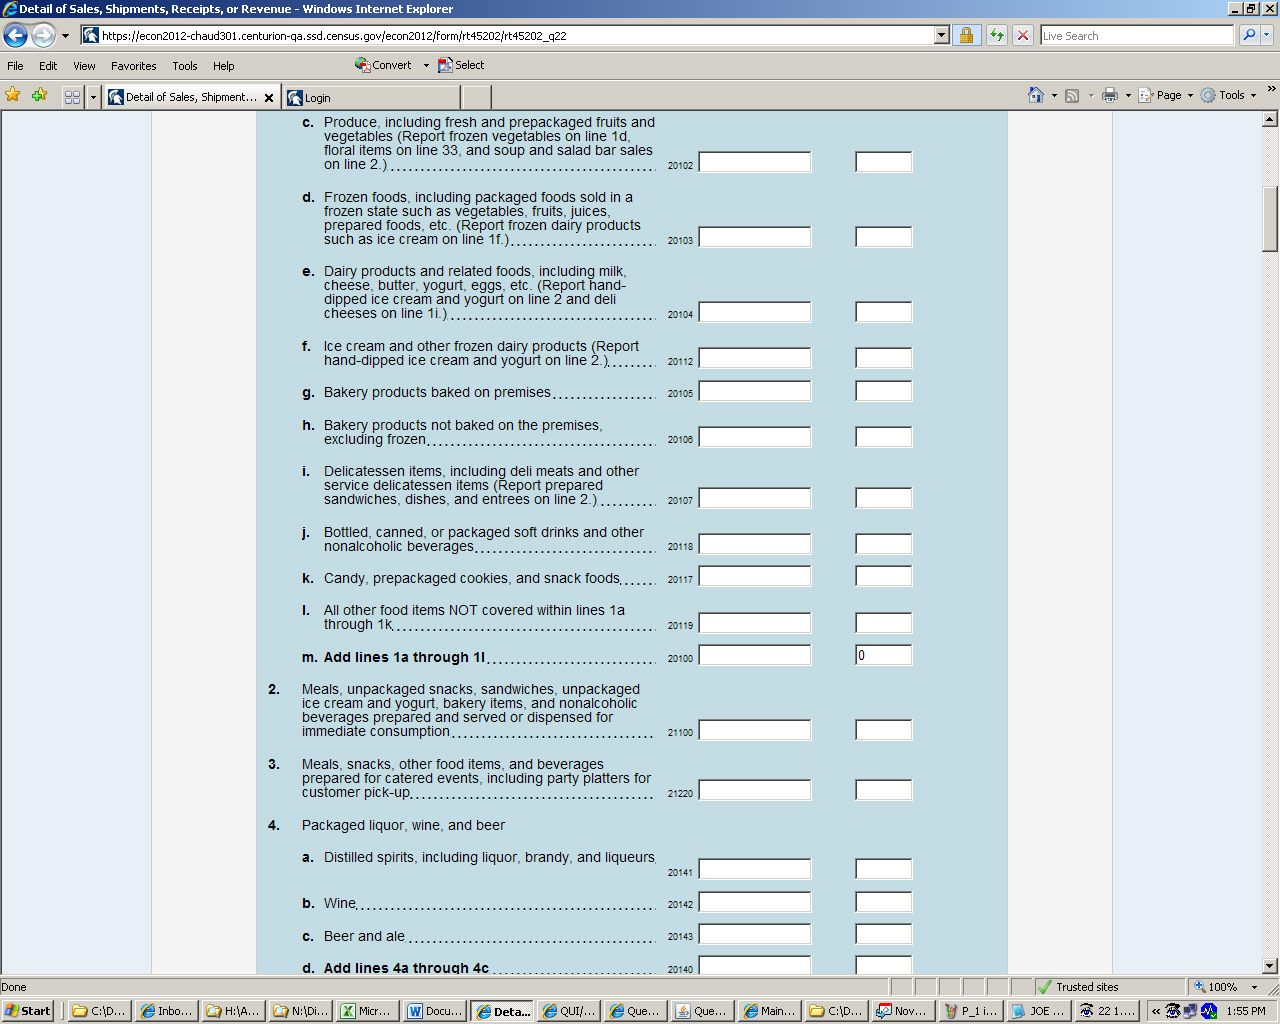 Detail of Sales, Shipments, Receipts, or Revenue - Windows Internet Explorer
https://econ2012-chaud301.centurion-qa.ssd.census.gov/econ2012/form/rt45202/rt45202_q22 Live Search
File Edit View Favorites Tools Help Convert Select
Detail of Sales, Shipment... Login Page Tools
c. Produce, including fresh and prepackaged fruits and
vegetables (Report frozen vegetables on line 1d,
floral items on line 33, and soup and salad bar sales
on line 2.) 20102
d. Frozen foods, including packaged foods sold in a
frozen state such as vegetables, fruits, juices,
prepared foods, etc. (Report frozen dairy products
such as ice cream on line 1f.) 20103
e. Dairy products and related foods, including milk,
cheese, butter, yogurt, eggs, etc. (Report hand-
dipped ice cream and yogurt on line 2 and deli
cheeses on line 1i.) 20104
f. Ice cream and other frozen dairy products (Report
hand-dipped ice cream and yogurt on line 2.) 20112
g. Bakery products baked on premises 20105
h. Bakery products not baked on the premises,
excluding frozen 20106
i. Delicatessen items, including deli meats and other
service delicatessen items (Report prepared
sandwiches, dishes, and entrees on line 2.) 20107
j. Bottled, canned, or packaged soft drinks and other
nonalcoholic beverages 20118
k. Candy, prepackaged cookies, and snack foods 20117
l. All other food items NOT covered within lines 1a
through 1k 20119
m. Add lines 1a through 1l 20100 0
2. Meals, unpackaged snacks, sandwiches, unpackaged
ice cream and yogurt, bakery items, and nonalcoholic
beverages prepared and served or dispensed for
immediate consumption 21100
3. Meals, snacks, other food items, and beverages
prepared for catered events, including party platters for
customer pick-up 21220
4. Packaged liquor, wine, and beer
a. Distilled spirits, including liquor, brandy, and liqueurs
20141
b. Wine 20142
c. Beer and ale 20143
d. Add lines 4a through 4c 20140
Done Trusted sites 100%
Start C:\D... Inbo... H:\A... N:\Di... Micr... Docu... Deta... QUI/... Que... Que... Main... C:\D... Nov... P_1 i... JOE ... 22 1.... « 1:55 PM